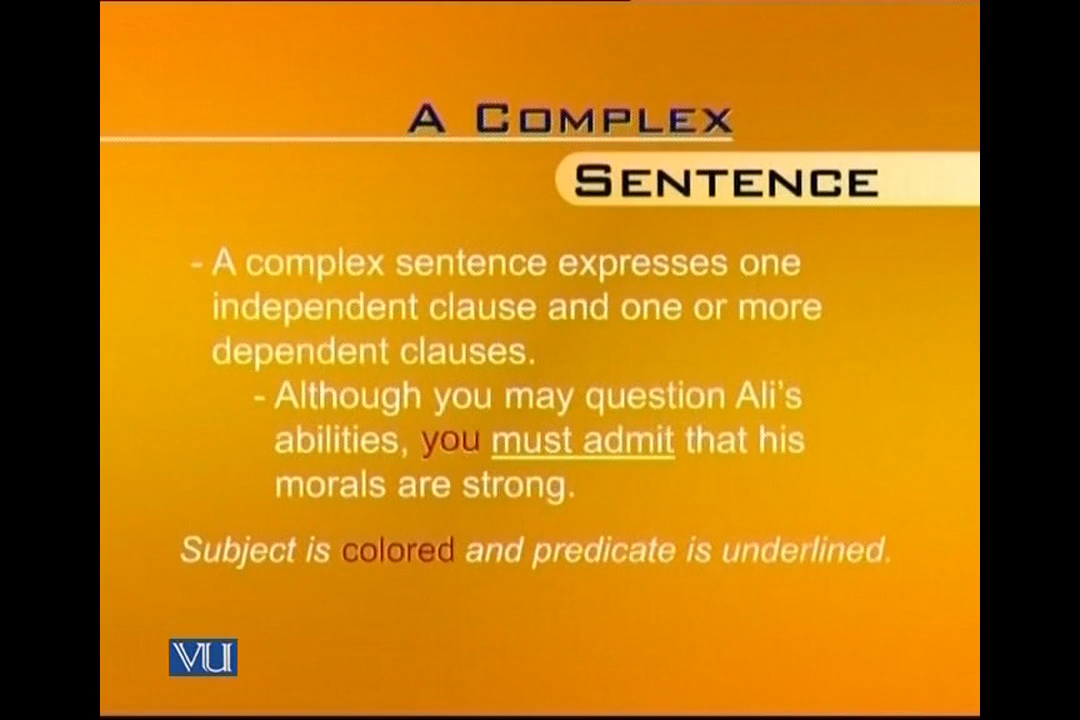 A COMPLEX
SENTENCE
- A complex sentence expresses one
independent clause and one or more
dependent clauses.
- Although you may question Ali's
abilities, you must admit that his
morals are strong.
Subject is colored and predicate is underlined.
VU